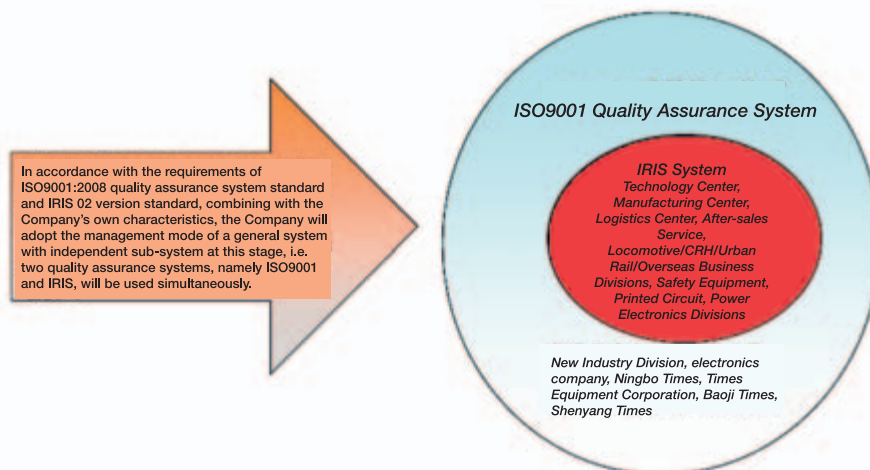 In accordance with the requirements of
ISO9001:2008 quality assurance system standard
and IRIS 02 version standard, combining with the
Company's own characteristics, the Company will
adopt the management mode of a general system
with independent sub-system at this stage, i.e.
two quality assurance systems, namely ISO9001
and IRIS, will be used simultaneously.
ISO9001 Quality Assurance System
IRIS System
Technology Center,
Manufacturing Center,
Logistics Center, After-sales
Service,
Locomotive/CRH/Urban
Rail/Overseas Business
Divisions, Safety Equipment,
Printed Circuit, Power
Electronics Divisions
New Industry Division, electronics
company, Ningbo Times, Times
Equipment Corporation, Baoji Times,
Shenyang Times